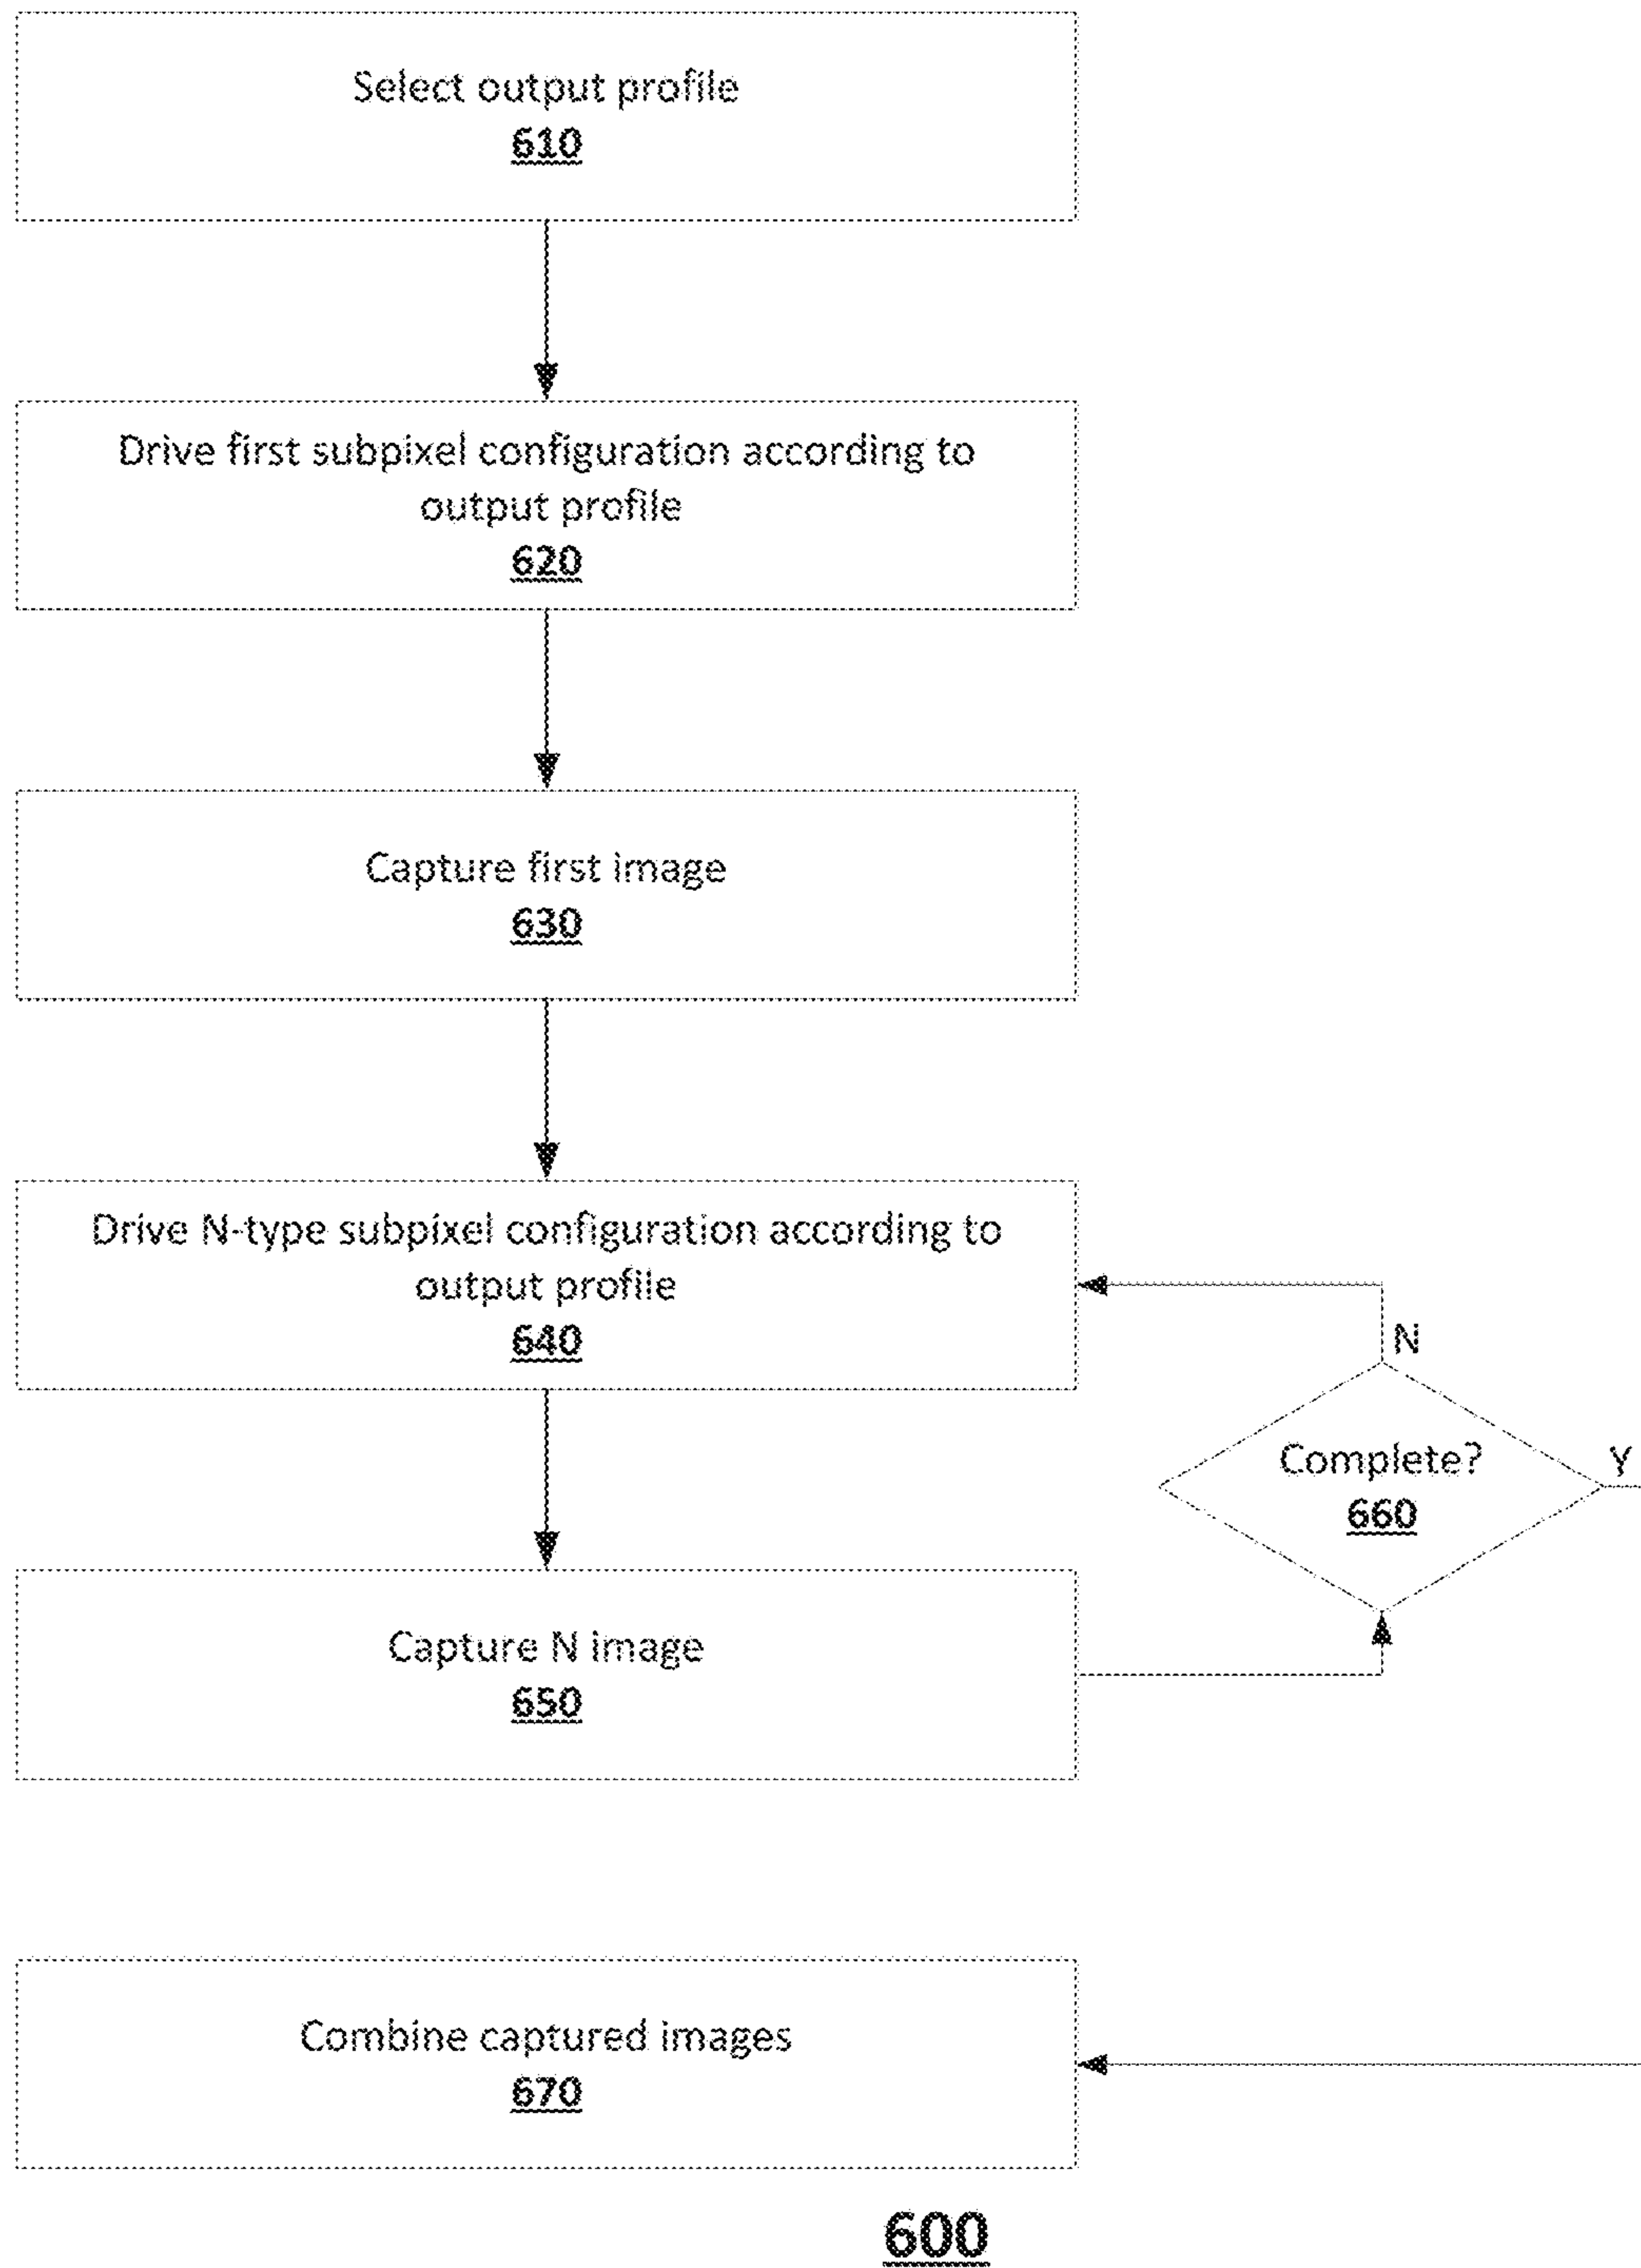 Select output profile
610
Drive first subpixel configuration according to
output profile
620
Capture first image
630
Drive N-type subpixel configuration according to
output profile
640
N
Complete?
660
Y
Capture N image
650
Combine captured images
670
600